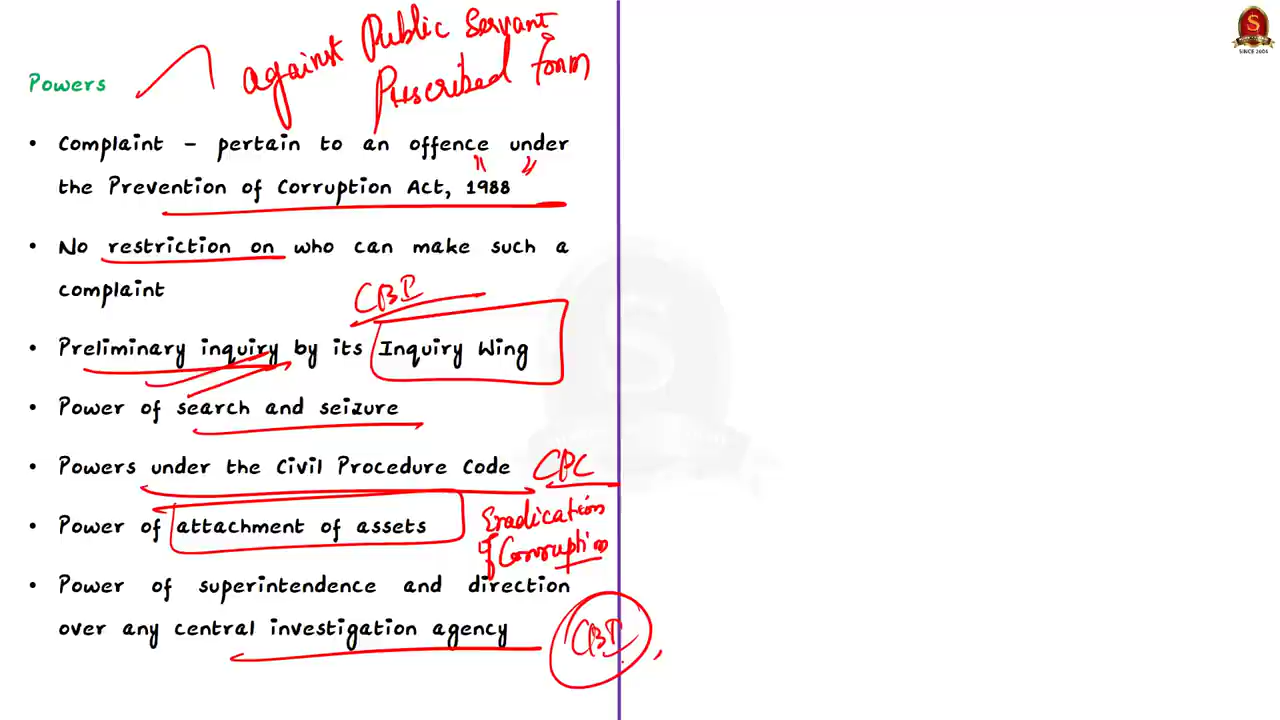 against Public Servant
Prescribed form
Powers
• Complaint – pertain to an offence under
the Prevention of Corruption Act, "1988"
• No restriction on who can make such a
complaint
CBI
• Preliminary inquiry by its Inquiry Wing
• Power of search and seizure
• Powers under the Civil Procedure Code CPC
• Power of attachment of assets
Eradication
of Corruption
• Power of superintendence and direction
over any central investigation agency
CBI
S
SINCE 2004